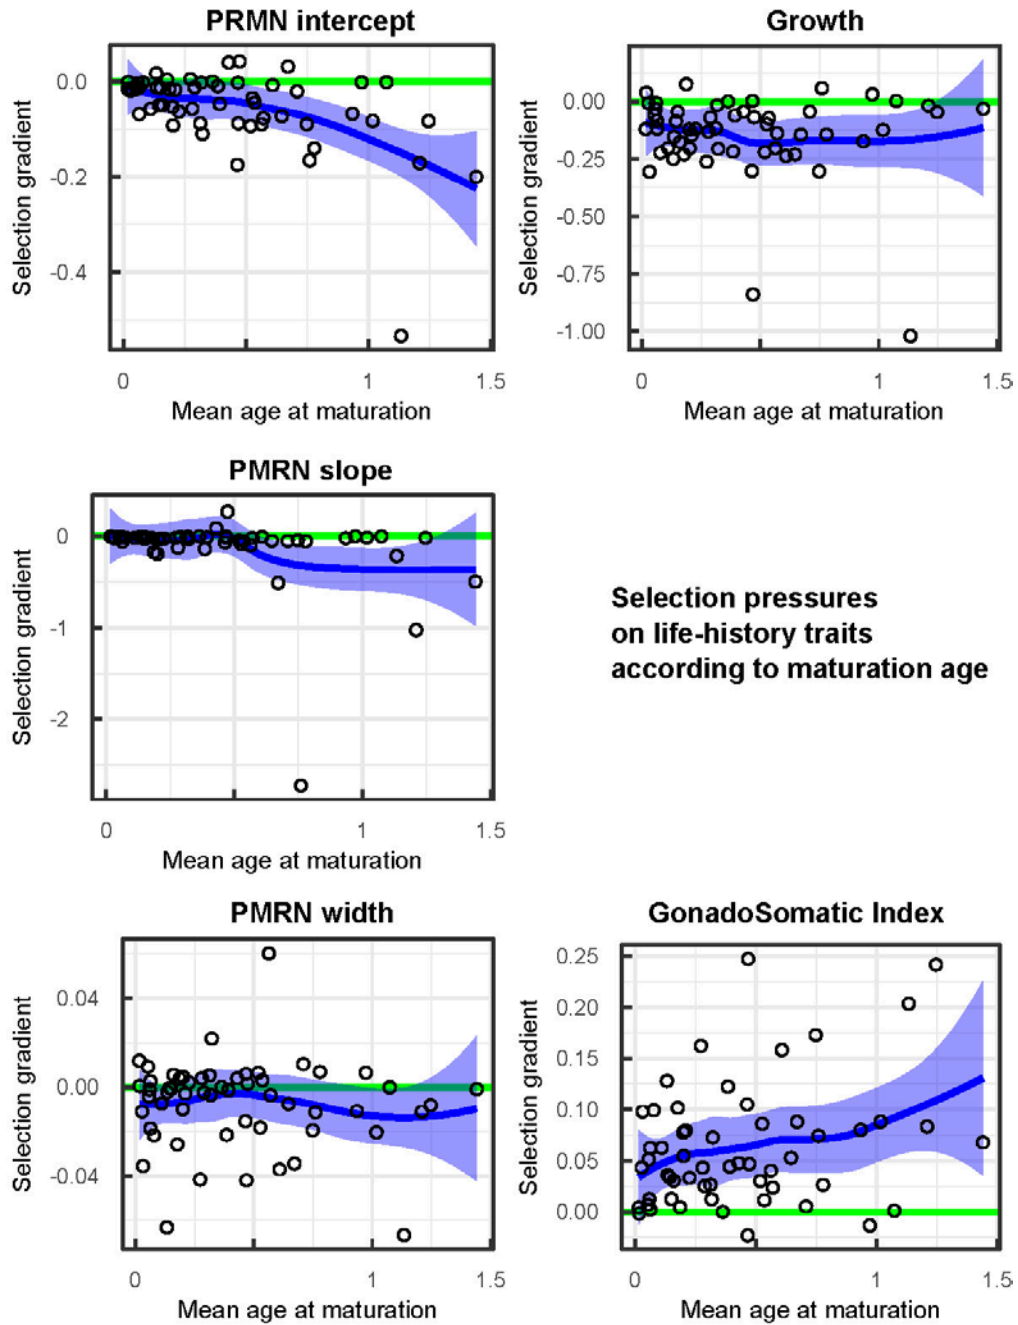 PRMN intercept
Selection gradient
0.0
-0.2
-0.4
0
1
1.5
Mean age at maturation
Growth
Selection gradient
0.00
-0.25
-0.50
-0.75
-1.00
0
1
1.5
Mean age at maturation
PMRN slope
Selection gradient
0
-1
-2
0
1
1.5
Mean age at maturation
Selection pressures
on life-history traits
according to maturation age
PMRN width
Selection gradient
0.04
0.00
-0.04
0
1
1.5
Mean age at maturation
GonadoSomatic Index
Selection gradient
0.25
0.20
0.15
0.10
0.05
0.00
0
1
1.5
Mean age at maturation